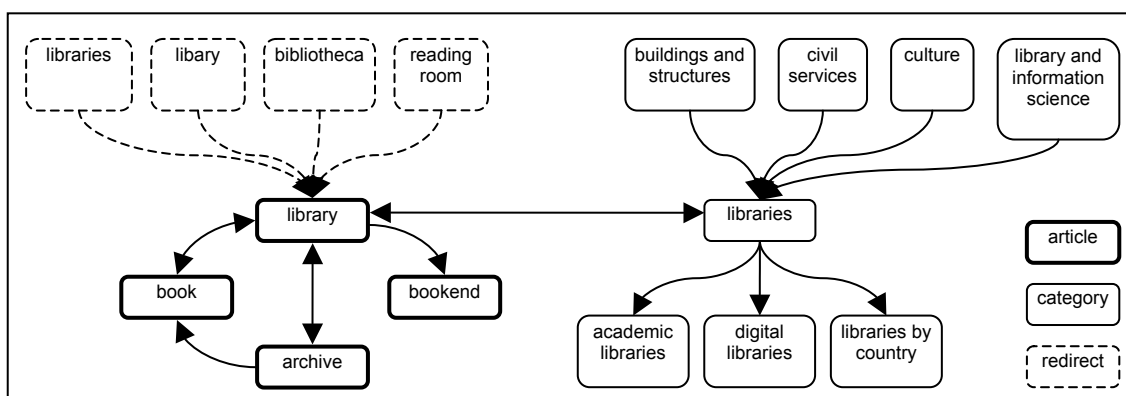 libraries
libary
bibliotheca
reading
room
buildings and
structures
civil
services
culture
library and
information
science
library
libraries
article
book
bookend
category
academic
libraries
digital
libraries
libraries by
country
archive
redirect